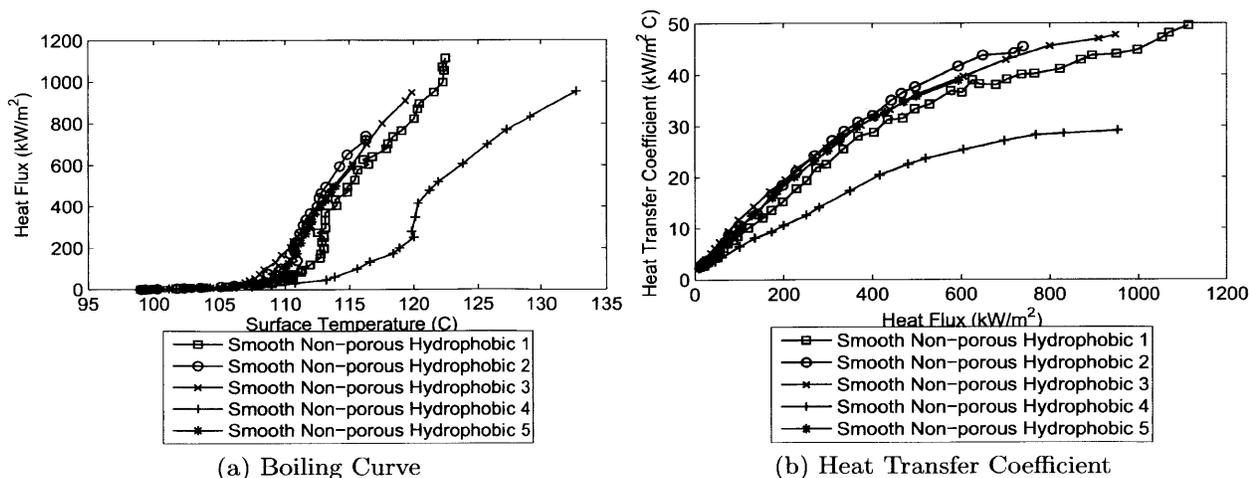 1200
1000
800
600
400
200
0
Heat Flux (kW/m²)
95 100 105 110 115 120 125 130 135
Surface Temperature (C)
Smooth Non-porous Hydrophobic 1
Smooth Non-porous Hydrophobic 2
Smooth Non-porous Hydrophobic 3
Smooth Non-porous Hydrophobic 4
Smooth Non-porous Hydrophobic 5
(a) Boiling Curve
50
40
30
20
10
0
Heat Transfer Coefficient (kW/m² C)
0 200 400 600 800 1000 1200
Heat Flux (kW/m²)
Smooth Non-porous Hydrophobic 1
Smooth Non-porous Hydrophobic 2
Smooth Non-porous Hydrophobic 3
Smooth Non-porous Hydrophobic 4
Smooth Non-porous Hydrophobic 5
(b) Heat Transfer Coefficient